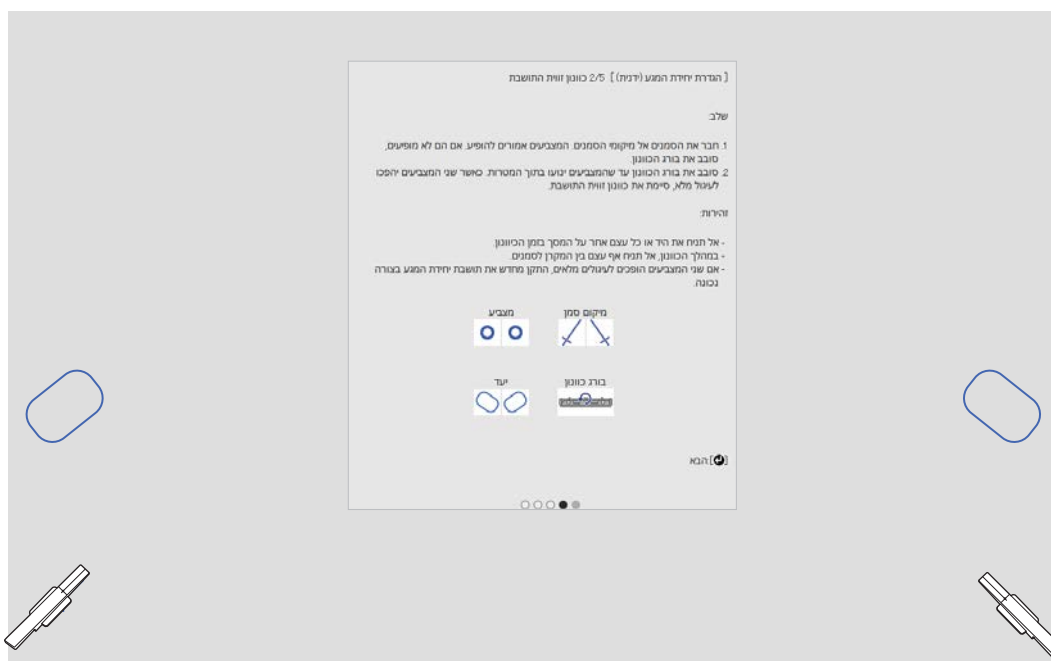 [ הגדרת יחידת המגע (ידנית) ] 2/5 כוונון זווית התושבת
שלב:
1. חבר את הסמנים אל מיקומי הסמנים. המצביעים אמורים להופיע. אם הם לא מופיעים,
סובב את בורג הכוונון.
2. סובב את בורג הכוונון עד שהמצביעים ינועו בתוך המטרות. כאשר שני המצביעים יהפכו
לעיגול מלא, סיימת את כוונון זווית התושבת.
זהירות:
- אל תניח את היד או כל עצם אחר על המסך בזמן הכיוונון.
- במהלך הכוונון, אל תניח אף עצם בין המקרן לסמנים.
- אם שני המצביעים הופכים לעיגולים מלאים, התקן מחדש את תושבת יחידת המגע בצורה
נכונה.
מיקום סמן מצביע
בורג כוונון יעד
[ ]:הבא